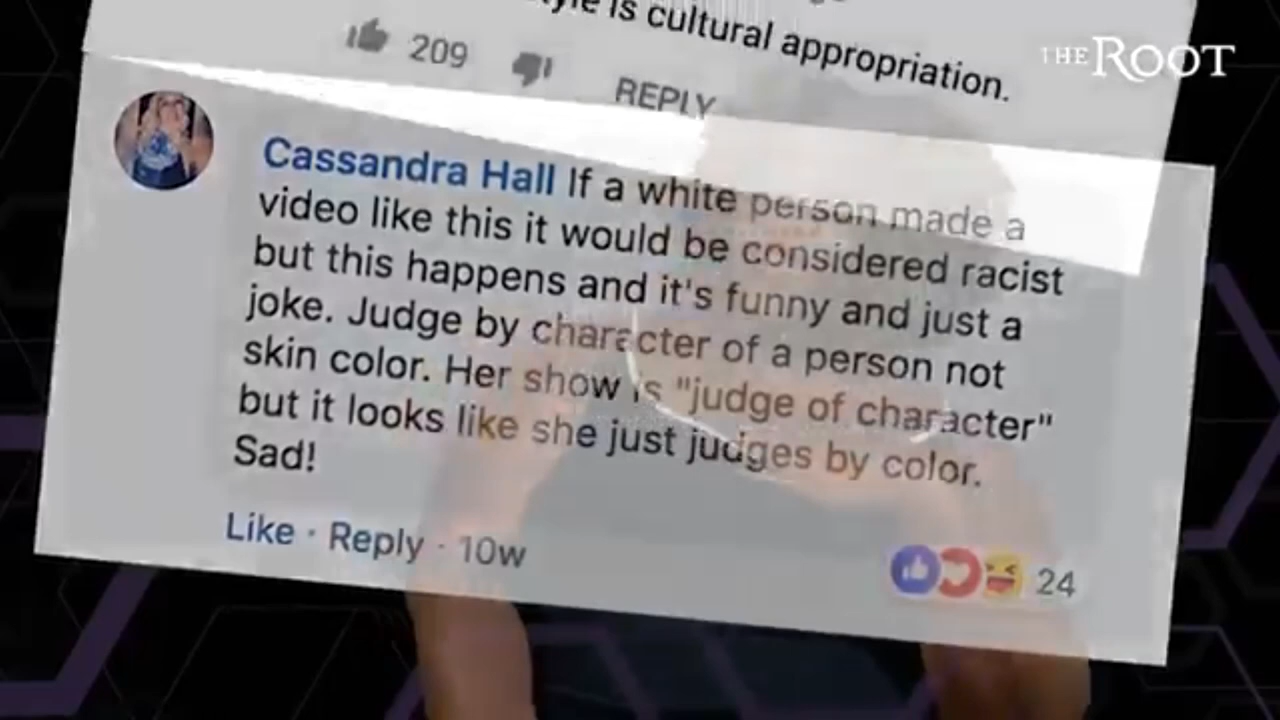 is cultural appropriation.
THE ROOT
209
REPLY
Cassandra Hall If a white person made a
video like this it would be considered racist
but this happens and it's funny and just a
joke. Judge by character of a person not
skin color. Her show is "judge of character"
but it looks like she just judges by color.
Sad!
Like · Reply · 10w
24